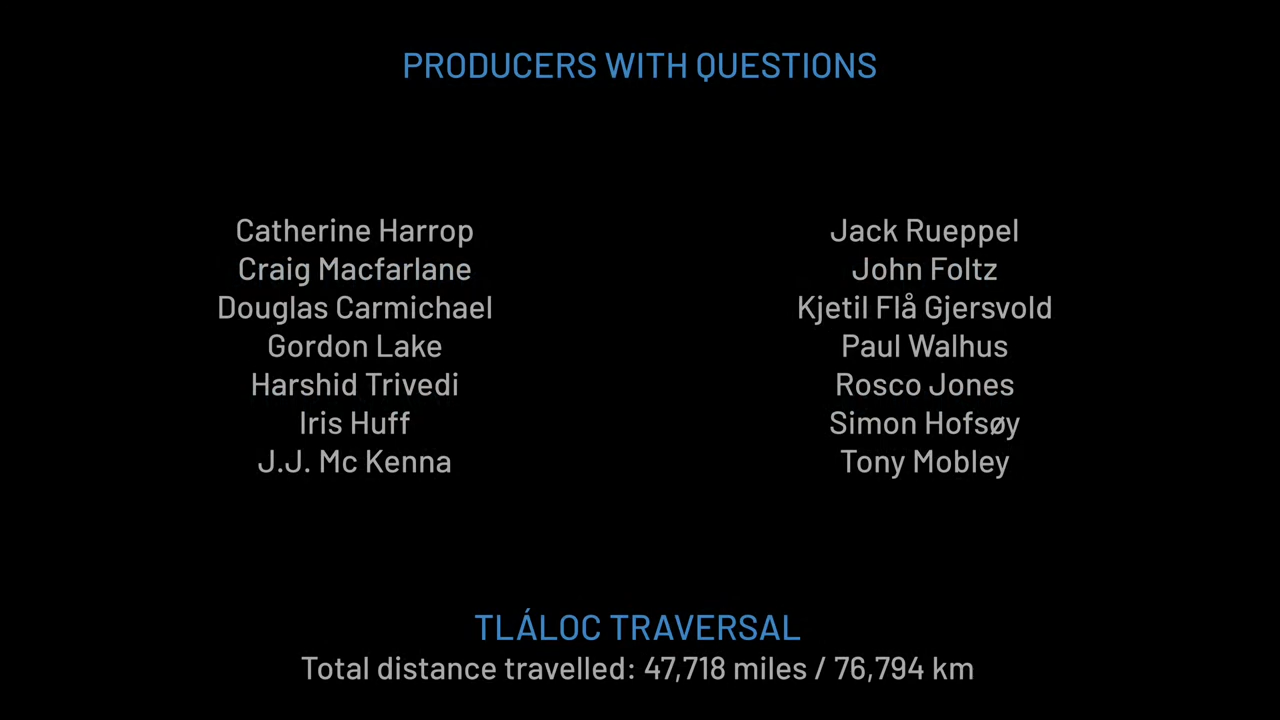 PRODUCERS WITH QUESTIONS
Catherine Harrop
Craig Macfarlane
Douglas Carmichael
Gordon Lake
Harshid Trivedi
Iris Huff
J.J. Mc Kenna
Jack Rueppel
John Foltz
Kjetil Flå Gjersvold
Paul Walhus
Rosco Jones
Simon Hofsøy
Tony Mobley
TLÁLOC TRAVERSAL
Total distance travelled: 47,718 miles / 76,794 km